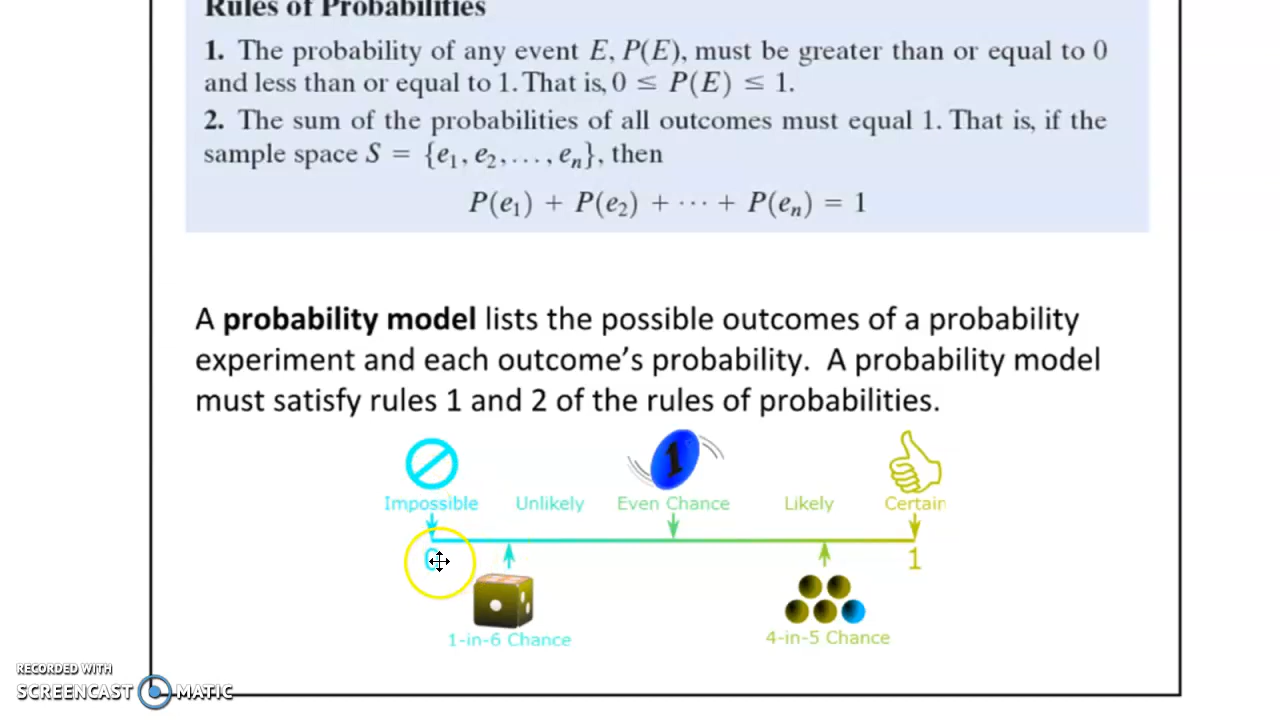 Rules of Probabilities
1. The probability of any event E, P(E), must be greater than or equal to 0
and less than or equal to 1. That is, 0 ≤ P(E) ≤ 1.
2. The sum of the probabilities of all outcomes must equal 1. That is, if the
sample space S = {e₁, e₂, . . . , eₙ}, then
P(e₁) + P(e₂) + ⋯ + P(eₙ) = 1
A probability model lists the possible outcomes of a probability
experiment and each outcome's probability. A probability model
must satisfy rules 1 and 2 of the rules of probabilities.
1
Impossible Unlikely Even Chance Likely Certain
0 1
1-in-6 Chance 4-in-5 Chance
RECORDED WITH
SCREENCAST MATIC